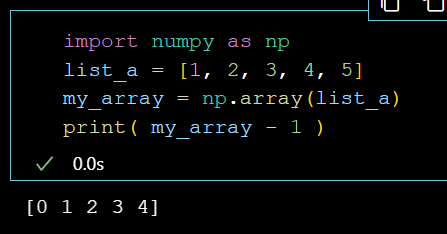 import numpy as np
list_a = [1, 2, 3, 4, 5]
my_array = np.array(list_a)
print( my_array - 1 )
0.0s
[0 1 2 3 4]